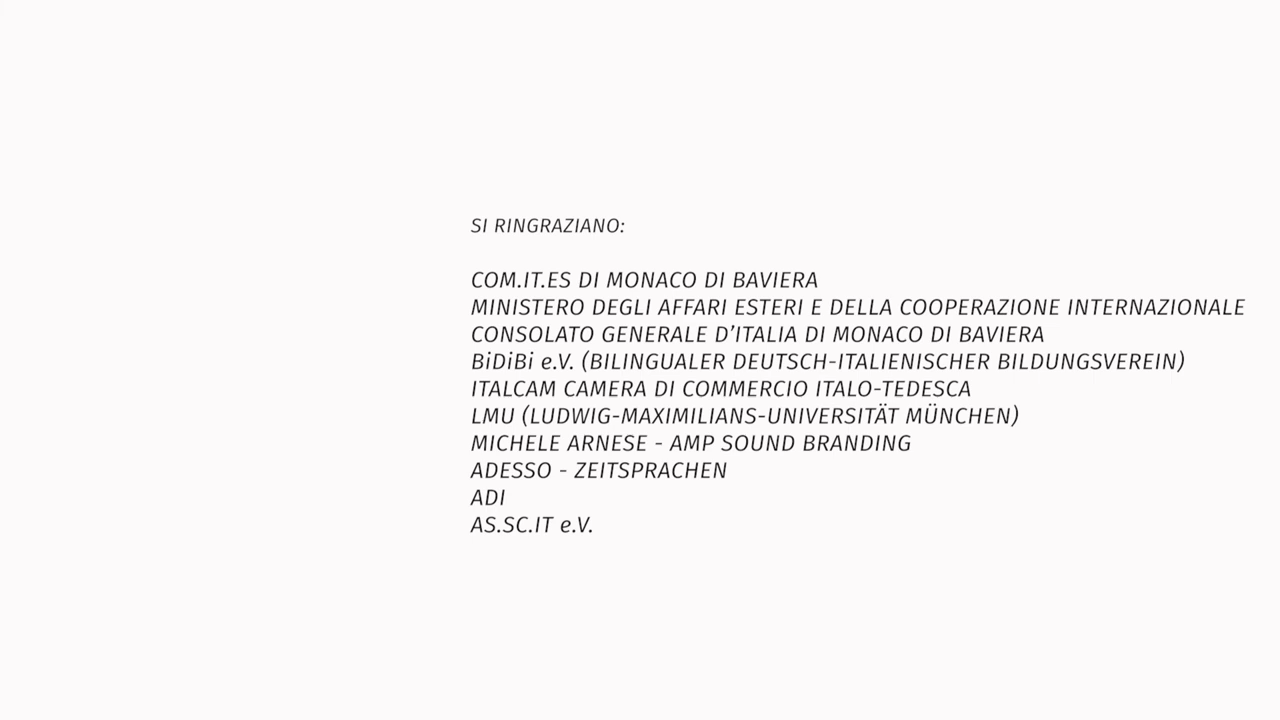 SI RINGRAZIANO:
COM.IT.ES DI MONACO DI BAVIERA
MINISTERO DEGLI AFFARI ESTERI E DELLA COOPERAZIONE INTERNAZIONALE
CONSOLATO GENERALE D’ITALIA DI MONACO DI BAVIERA
BiDiBi e.V. (BILINGUALER DEUTSCH-ITALIENISCHER BILDUNGSVEREIN)
ITALCAM CAMERA DI COMMERCIO ITALO-TEDESCA
LMU (LUDWIG-MAXIMILIANS-UNIVERSITÄT MÜNCHEN)
MICHELE ARNESE - AMP SOUND BRANDING
ADESSO - ZEITSPRACHEN
ADI
AS.SC.IT e.V.